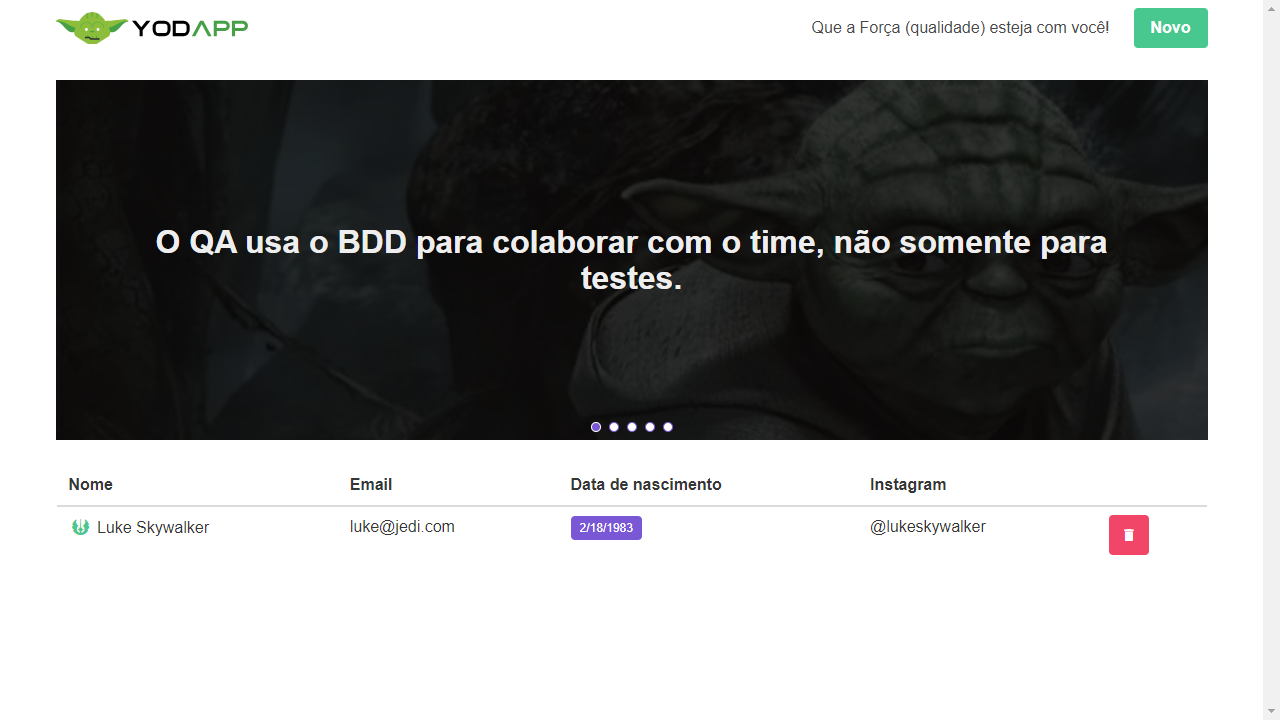 YODAPP
Que a Força (qualidade) esteja com você!
Novo
O QA usa o BDD para colaborar com o time, não somente para
testes.
Nome Email Data de nascimento Instagram
Luke Skywalker luke@jedi.com 2/18/1983 @lukeskywalker